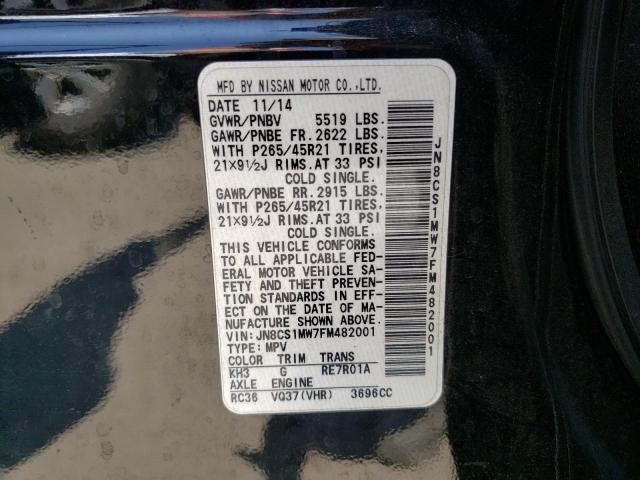 MFD BY NISSAN MOTOR CO.,LTD.
DATE 11/14
GVWR/PNBV 5519 LBS.
GAWR/PNBE FR.2622 LBS.
WITH P265/45R21 TIRES,
21X9½J RIMS.AT 33 PSI
COLD SINGLE.
GAWR/PNBE RR.2915 LBS.
WITH P265/45R21 TIRES,
21X9½J RIMS.AT 33 PSI
COLD SINGLE.
THIS VEHICLE CONFORMS
TO ALL APPLICABLE FED-
ERAL MOTOR VEHICLE SA-
FETY AND THEFT PREVEN-
TION STANDARDS IN EFF-
ECT ON THE DATE OF MA-
NUFACTURE SHOWN ABOVE.
VIN:JN8CS1MW7FM482001
TYPE:MPV
COLOR TRIM TRANS
KH3 G RE7R01A
AXLE ENGINE
RC36 VQ37(VHR) 3696CC
JN8CS1MW7FM482001